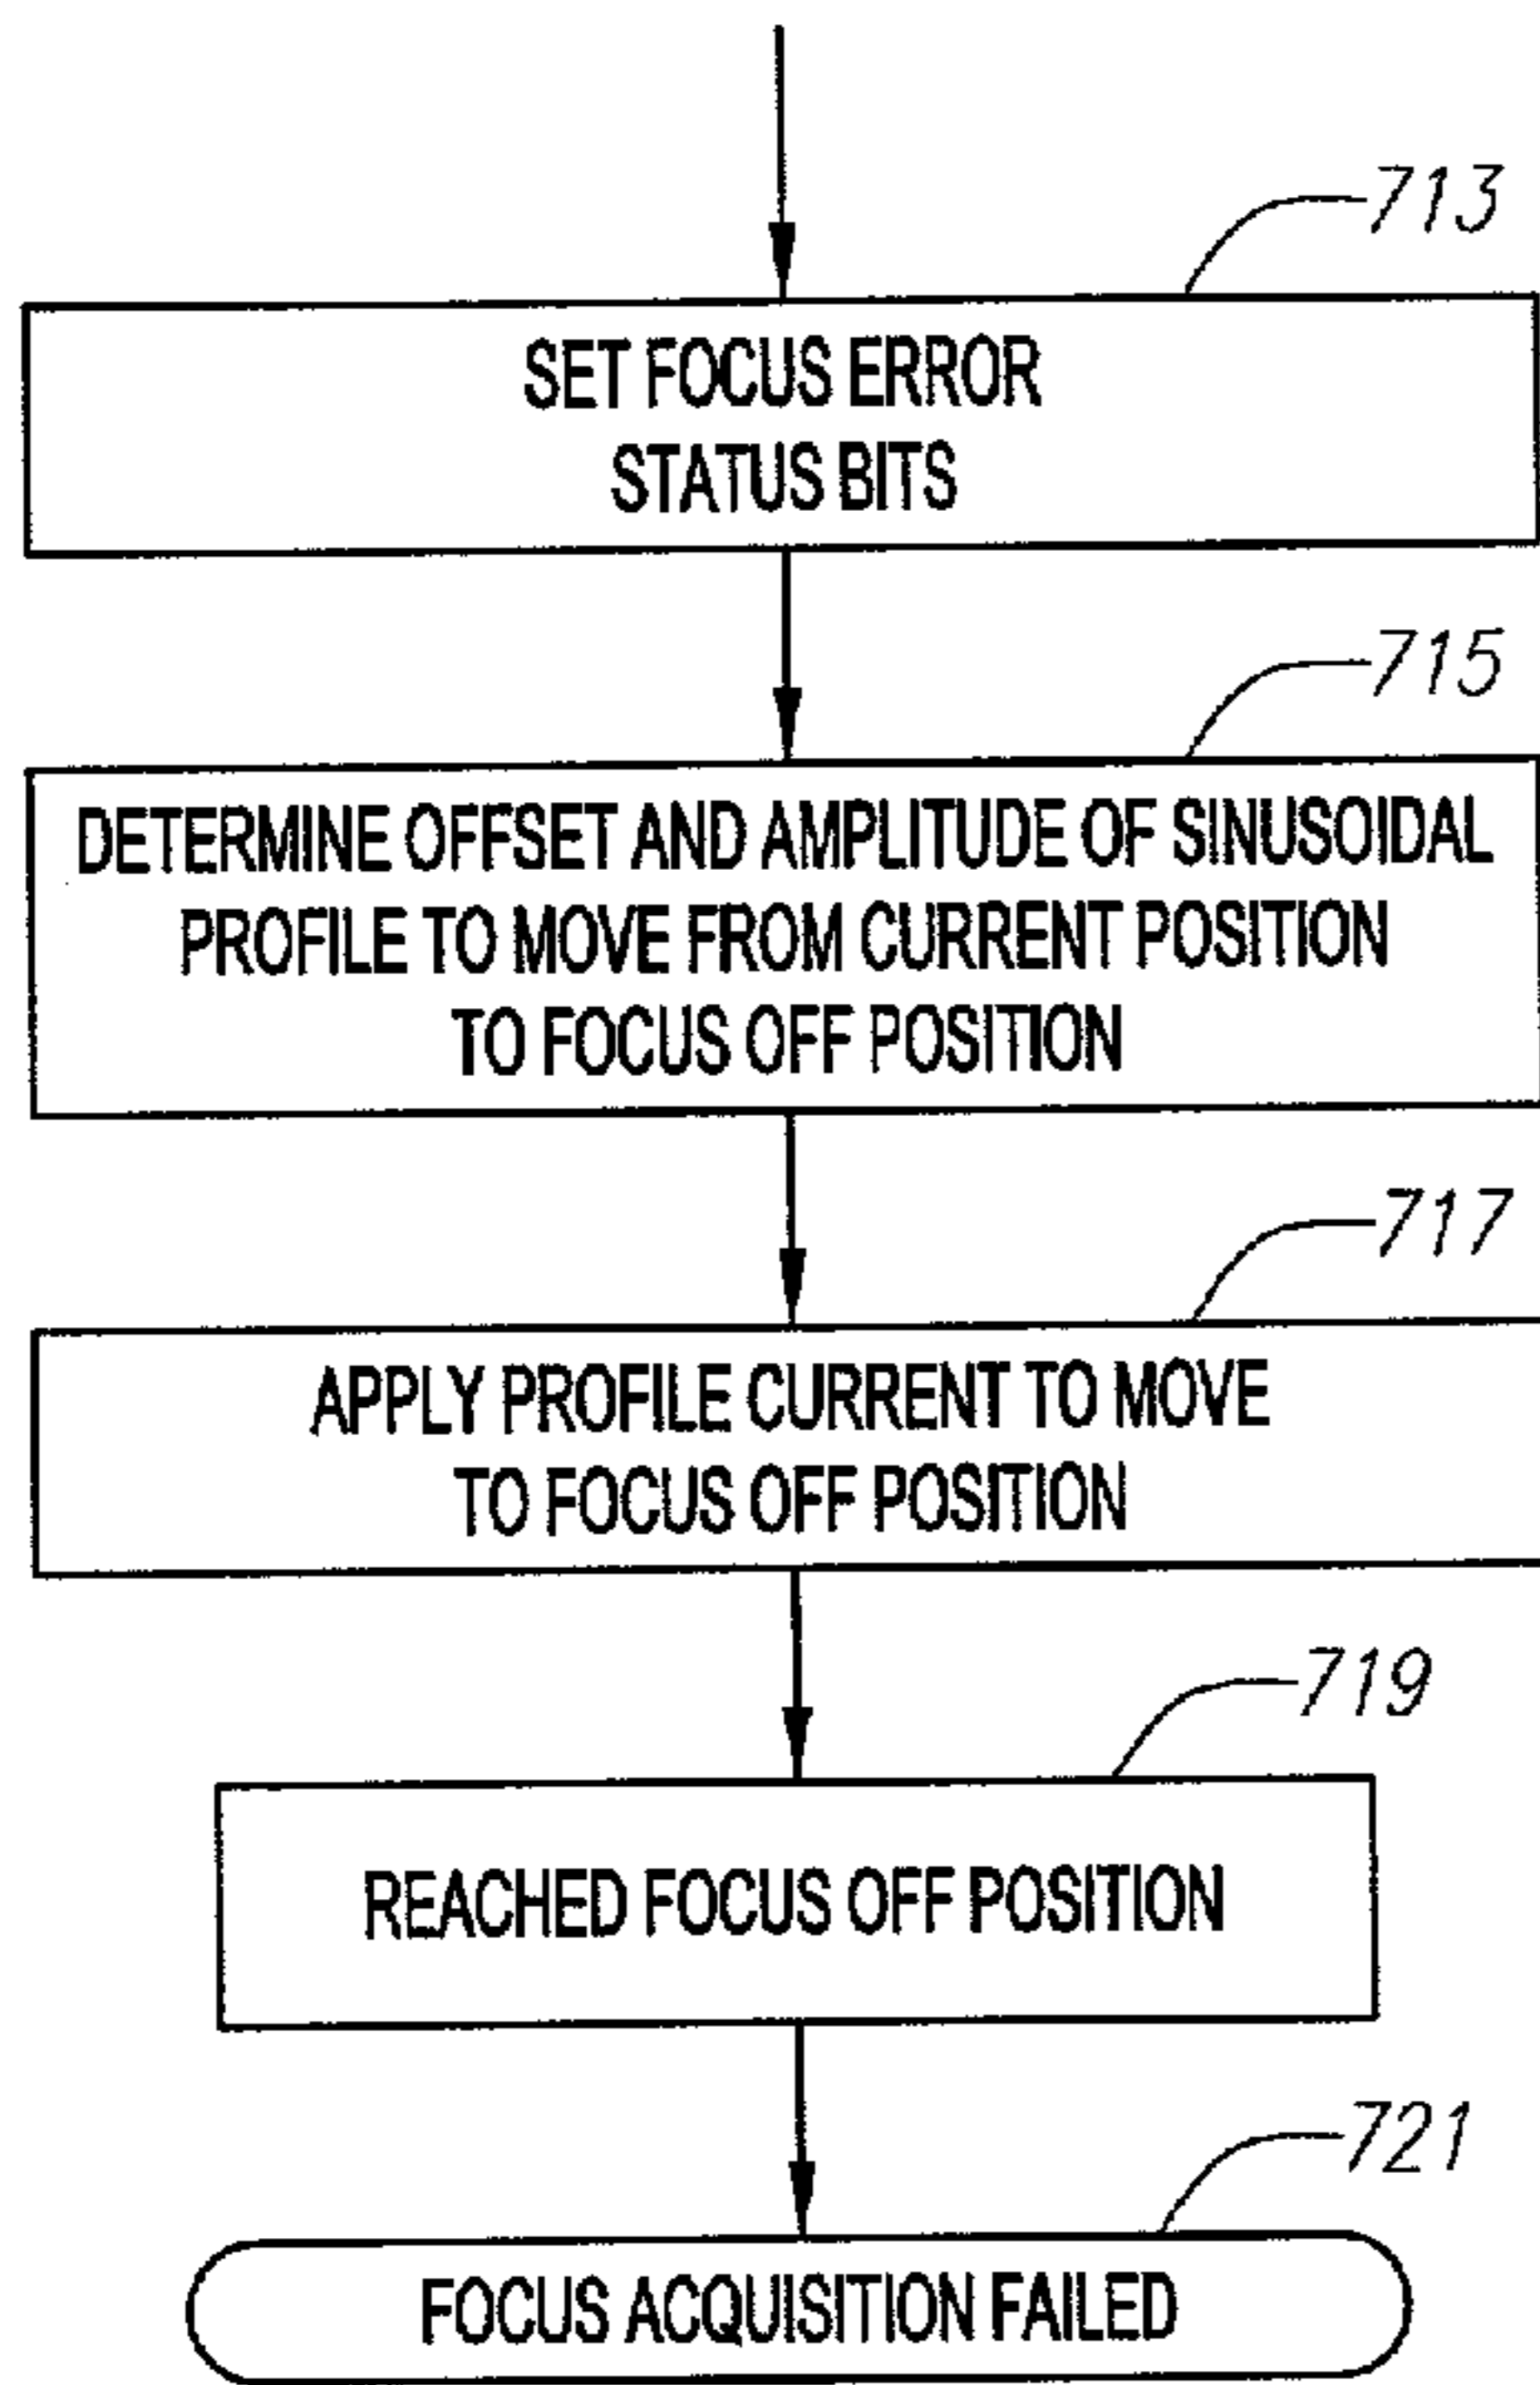 713
SET FOCUS ERROR
STATUS BITS
715
DETERMINE OFFSET AND AMPLITUDE OF SINUSOIDAL
PROFILE TO MOVE FROM CURRENT POSITION
TO FOCUS OFF POSITION
717
APPLY PROFILE CURRENT TO MOVE
TO FOCUS OFF POSITION
719
REACHED FOCUS OFF POSITION
721
FOCUS ACQUISITION FAILED